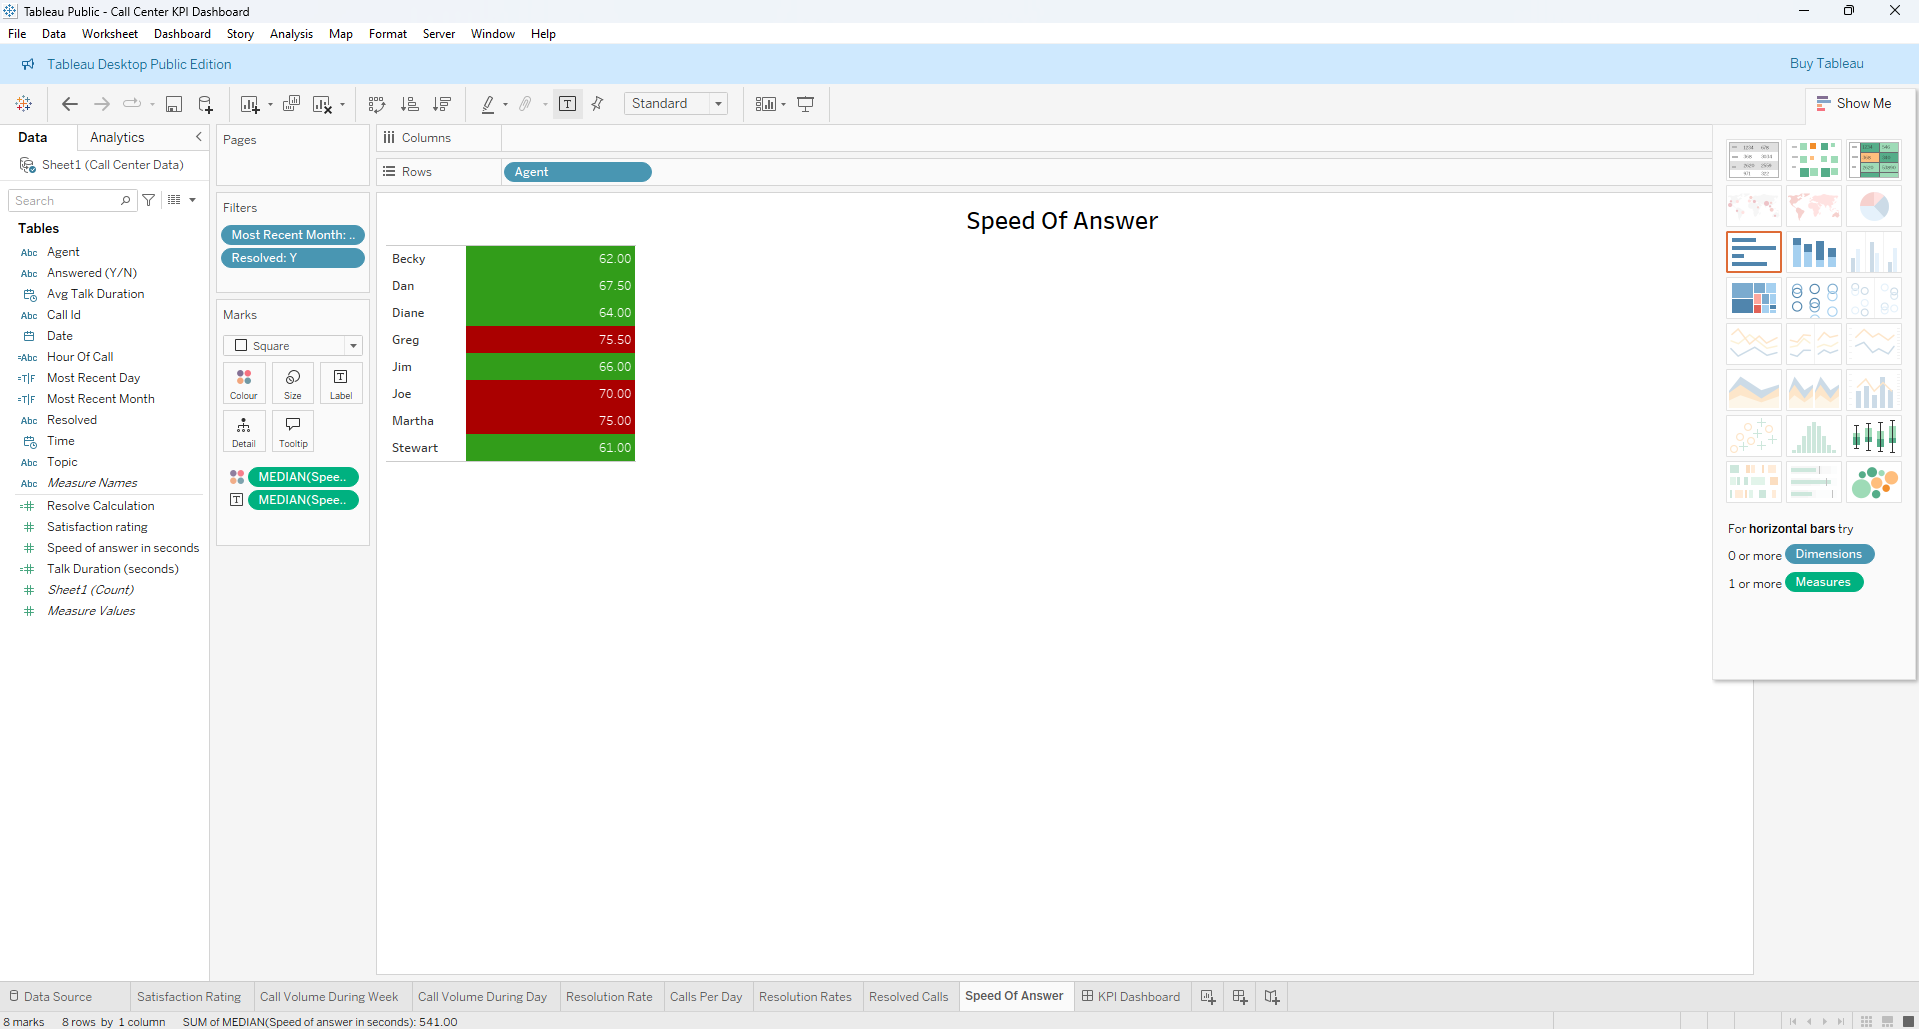 Tableau Public - Call Center KPI Dashboard
File Data Worksheet Dashboard Story Analysis Map Format Server Window Help
Tableau Desktop Public Edition
Buy Tableau
Standard
Show Me
Data
Analytics
Sheet1 (Call Center Data)
Search
Tables
Abc Agent
Abc Answered (Y/N)
Avg Talk Duration
Abc Call Id
Date
=Abc Hour Of Call
=T|F Most Recent Day
=T|F Most Recent Month
Abc Resolved
Time
Abc Topic
Abc Measure Names
=# Resolve Calculation
# Satisfaction rating
# Speed of answer in seconds
=# Talk Duration (seconds)
# Sheet1 (Count)
# Measure Values
Pages
Filters
Most Recent Month: ..
Resolved: Y
Marks
Square
Colour
Size
T
Label
Detail
Tooltip
MEDIAN(Spee..
T MEDIAN(Spee..
Columns
Rows
Agent
Speed Of Answer
Becky 62.00
Dan 67.50
Diane 64.00
Greg 75.50
Jim 66.00
Joe 70.00
Martha 75.00
Stewart 61.00
For horizontal bars try
0 or more Dimensions
1 or more Measures
Data Source
Satisfaction Rating
Call Volume During Week
Call Volume During Day
Resolution Rate
Calls Per Day
Resolution Rates
Resolved Calls
Speed Of Answer
KPI Dashboard
8 marks 8 rows by 1 column SUM of MEDIAN(Speed of answer in seconds): 541.00